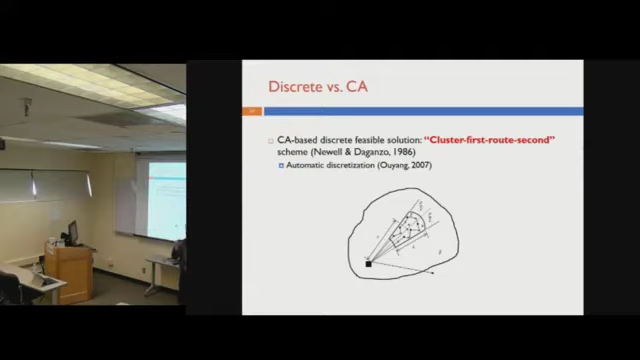 Discrete vs. CA
CA-based discrete feasible solution: "Cluster-first-route-second"
scheme (Newell & Daganzo, 1986)
Automatic discretization (Ouyang, 2007)